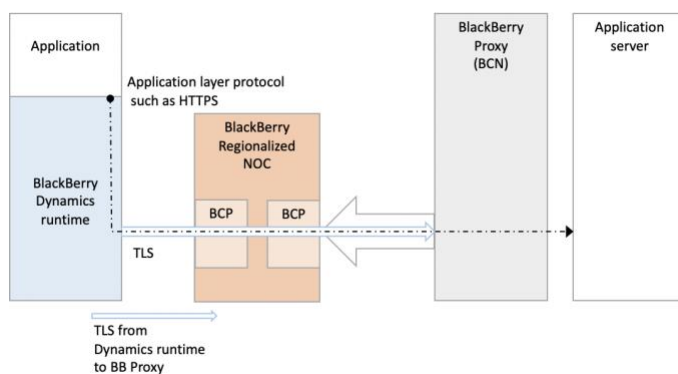 Application
Application layer protocol
such as HTTPS
BlackBerry
Dynamics
runtime
TLS
BlackBerry
Regionalized
NOC
BCP
BCP
BlackBerry
Proxy
(BCN)
Application
server
TLS from
Dynamics runtime
to BB Proxy